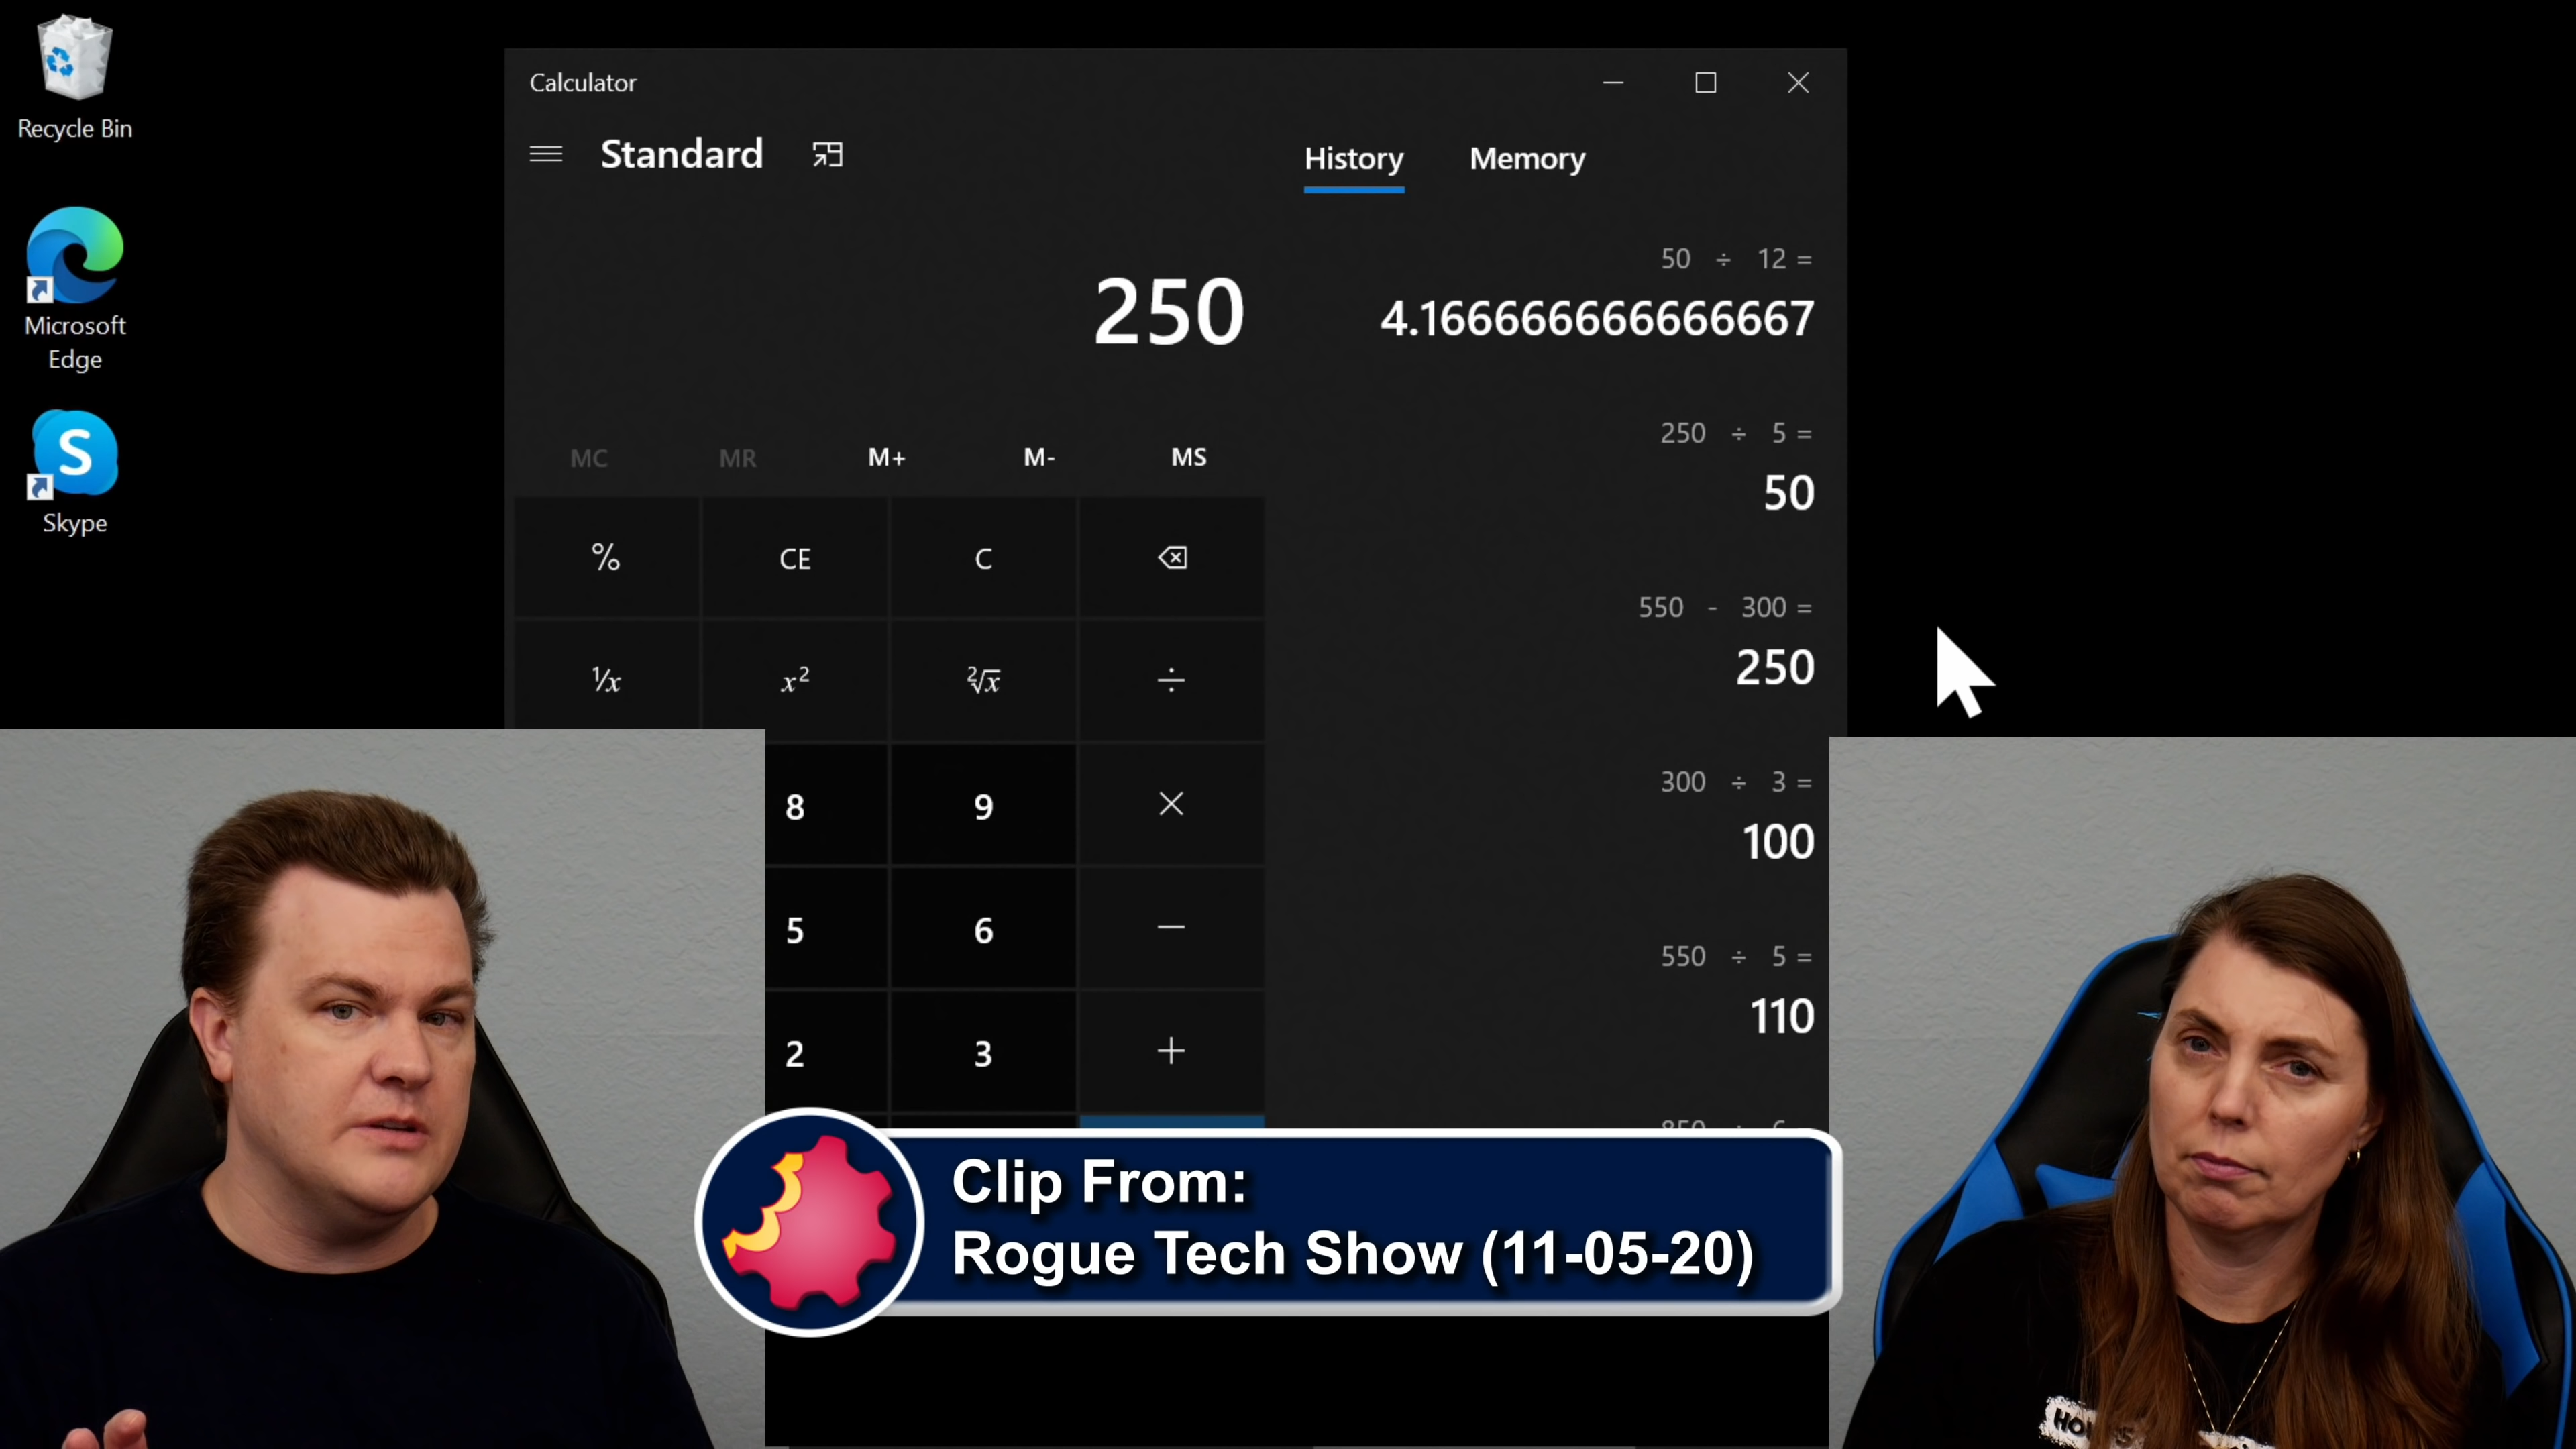 Recycle Bin
Microsoft
Edge
Skype
Calculator
Standard
History Memory
250
50 ÷ 12 =
4.166666666666667
250 ÷ 5 =
50
550 - 300 =
250
300 ÷ 3 =
100
550 ÷ 5 =
110
MC MR M+ M- MS
% CE C
¹/x x² ²√x ÷
8 9 ×
5 6 −
2 3 +
Clip From:
Rogue Tech Show (11-05-20)